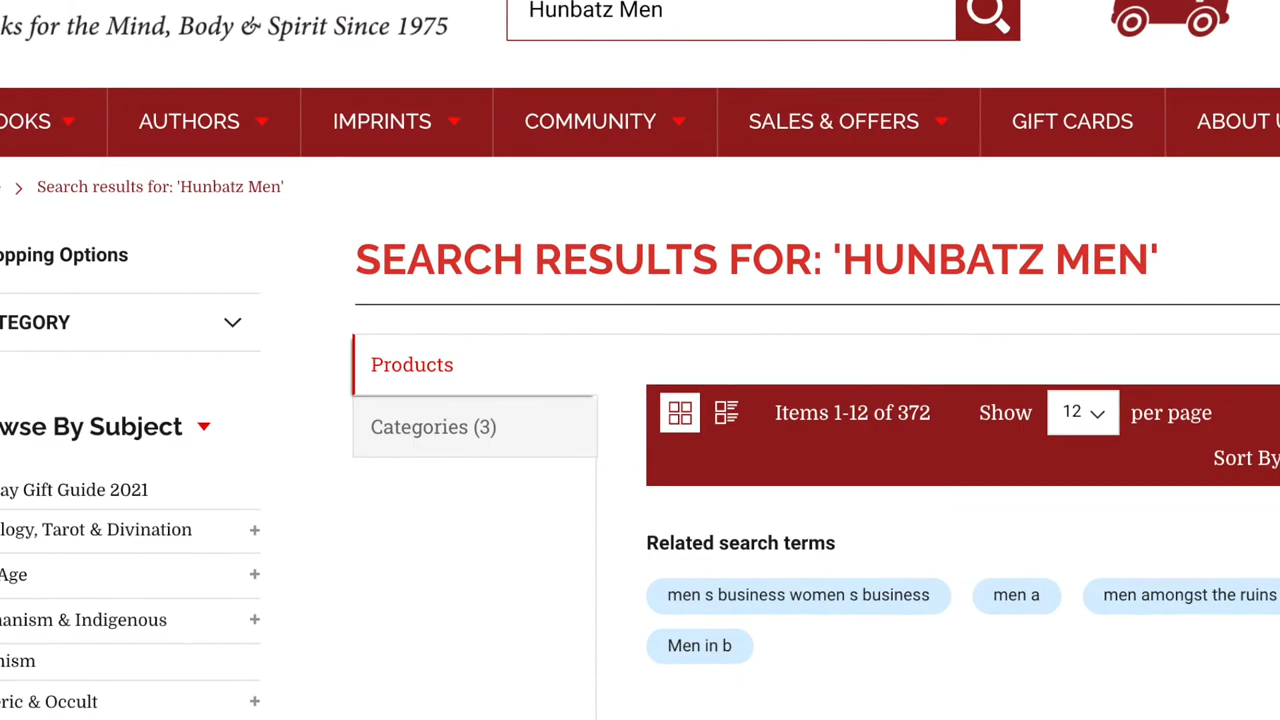 ks for the Mind, Body & Spirit Since 1975
Hunbatz Men
OOKS
AUTHORS
IMPRINTS
COMMUNITY
SALES & OFFERS
GIFT CARDS
ABOUT U
Search results for: 'Hunbatz Men'
opping Options
TEGORY
wse By Subject
ay Gift Guide 2021
logy, Tarot & Divination
Age
anism & Indigenous
nism
ric & Occult
SEARCH RESULTS FOR: 'HUNBATZ MEN'
Products
Categories (3)
Items 1-12 of 372
Show 12 per page
Sort By
Related search terms
men s business women s business
men a
men amongst the ruins
Men in b